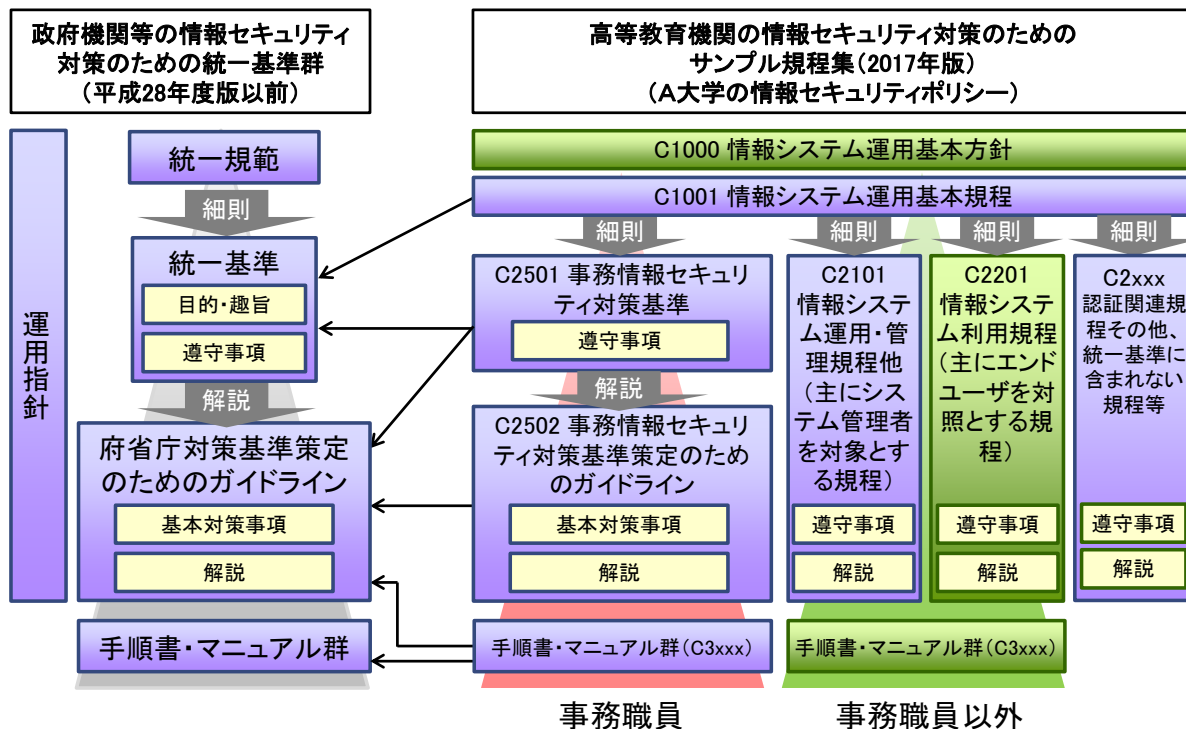 政府機関等の情報セキュリティ
対策のための統一基準群
（平成28年度版以前）
高等教育機関の情報セキュリティ対策のための
サンプル規程集（2017年版）
（A大学の情報セキュリティポリシー）
運用指針
統一規範
細則
統一基準
目的・趣旨
遵守事項
解説
府省庁対策基準策定
のためのガイドライン
基本対策事項
解説
手順書・マニュアル群
C1000 情報システム運用基本方針
C1001 情報システム運用基本規程
細則
細則
細則
細則
C2501 事務情報セキュリ
ティ対策基準
遵守事項
解説
C2502 事務情報セキュリ
ティ対策基準策定のため
のガイドライン
基本対策事項
解説
手順書・マニュアル群（C3xxx）
事務職員
C2101
情報システ
ム運用・管
理規程他
（主にシス
テム管理者
を対象とす
る規程）
遵守事項
解説
C2201
情報システ
ム利用規程
（主にエンド
ユーザを対
照とする規
程）
遵守事項
解説
C2xxx
認証関連規
程その他、
統一基準に
含まれない
規程等
遵守事項
解説
手順書・マニュアル群（C3xxx）
事務職員以外